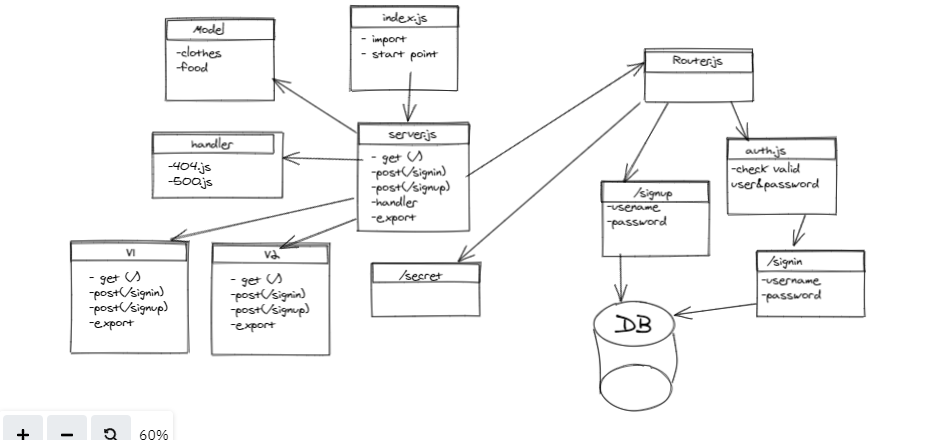 Model
-clothes
-food
index.js
- import
- start point
Router.js
server.js
- get (/)
-post(/signin)
-post(/signup)
-handler
-export
handler
-404.js
-500.js
auth.js
-check valid
user&password
/signup
-usename
-password
V1
- get (/)
-post(/signin)
-post(/signup)
-export
V2
- get (/)
-post(/signin)
-post(/signup)
-export
/secret
/signin
-username
-password
DB
+ − 60%